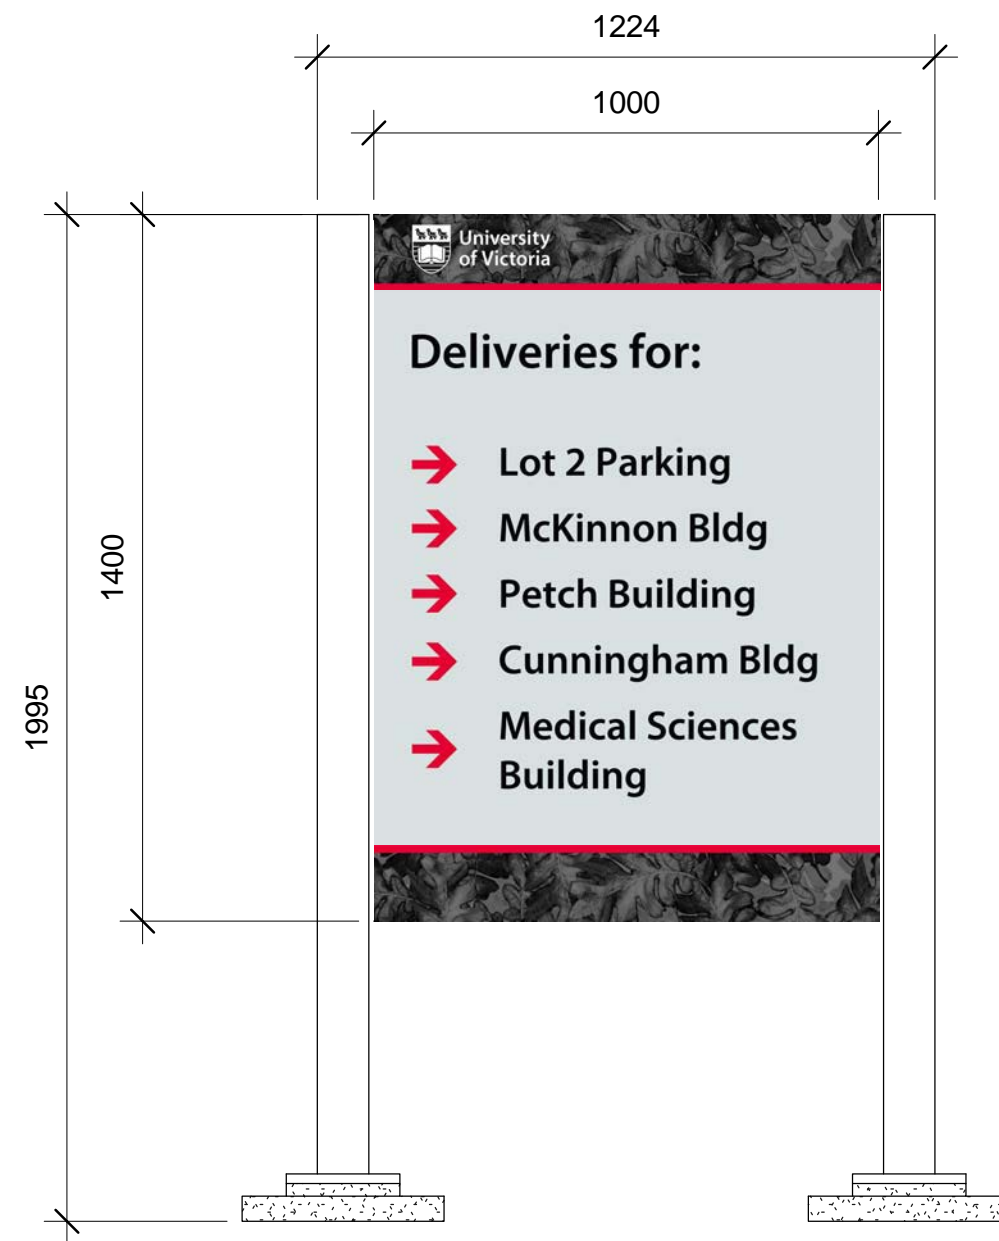 1224
1000
University
of Victoria
Deliveries for:
Lot 2 Parking
McKinnon Bldg
Petch Building
Cunningham Bldg
Medical Sciences
Building
1400
1995